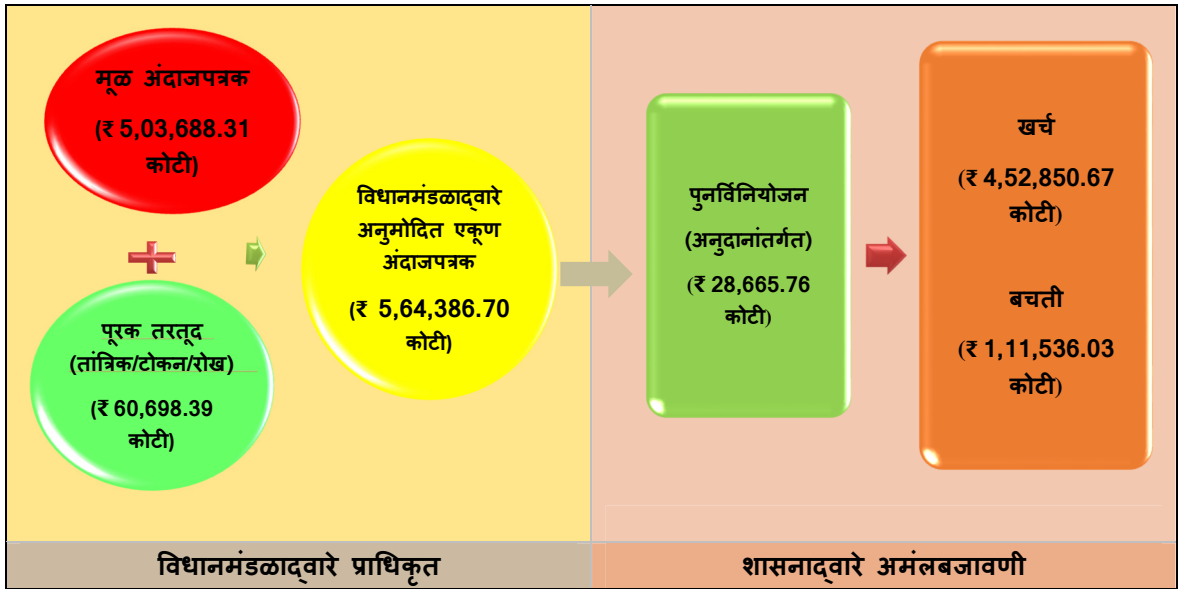 मूळ अंदाजपत्रक
(₹ 5,03,688.31
कोटी)
पूरक तरतूद
(तांत्रिक/टोकन/रोख)
(₹ 60,698.39
कोटी)
विधानमंडळाद्वारे
अनुमोदित एकूण
अंदाजपत्रक
(₹ 5,64,386.70
कोटी)
पुनर्विनियोजन
(अनुदानांतर्गत)
(₹ 28,665.76
कोटी)
खर्च
(₹ 4,52,850.67
कोटी)
बचती
(₹ 1,11,536.03
कोटी)
विधानमंडळाद्वारे प्राधिकृत
शासनाद्वारे अमंलबजावणी